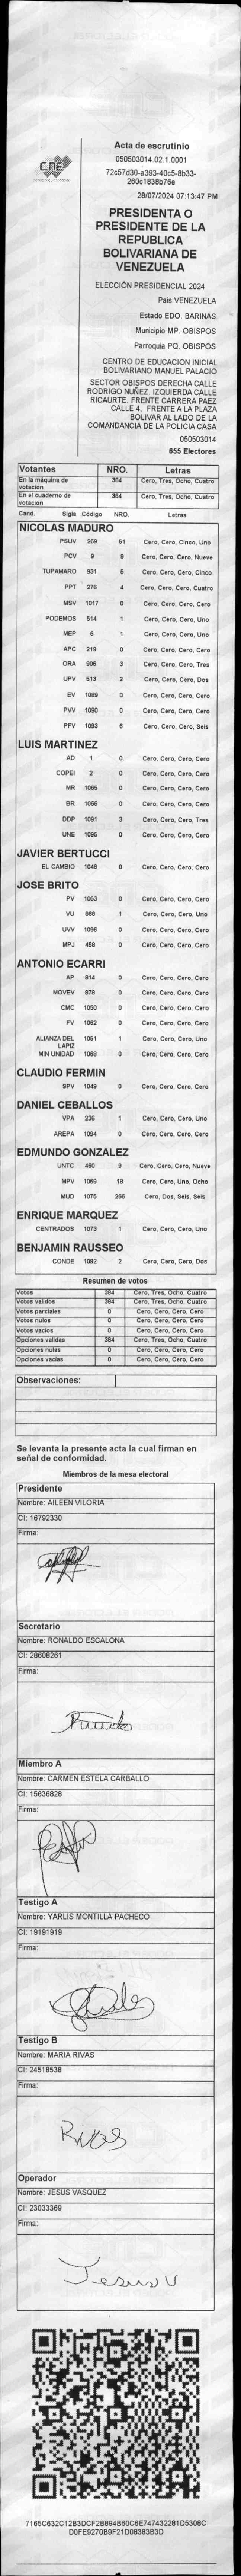 CNE
Acta de escrutinio
050503014.02.1.0001
72c57d30-a393-40c5-8b33-
260c1838b76e
28/07/2024 07:13:47 PM
PRESIDENTA O
PRESIDENTE DE LA
REPUBLICA
BOLIVARIANA DE
VENEZUELA
ELECCIÓN PRESIDENCIAL 2024
Pais VENEZUELA
Estado EDO. BARINAS
Municipio MP. OBISPOS
Parroquia PQ. OBISPOS
CENTRO DE EDUCACION INICIAL
BOLIVARIANO MANUEL PALACIO
SECTOR OBISPOS DERECHA CALLE
RODRIGO NUÑEZ. IZQUIERDA CALLE
RICAURTE. FRENTE CARRERA PAEZ
CALLE 4, FRENTE A LA PLAZA
BOLIVAR AL LADO DE LA
COMANDANCIA DE LA POLICIA CASA
050503014
655 Electores
Votantes NRO. Letras
En la máquina de votación 384 Cero, Tres, Ocho, Cuatro
En el cuaderno de votación 384 Cero, Tres, Ocho, Cuatro
Cand. Sigla Código NRO. Letras
NICOLAS MADURO
PSUV 269 51 Cero, Cero, Cinco, Uno
PCV 9 9 Cero, Cero, Cero, Nueve
TUPAMARO 931 5 Cero, Cero, Cero, Cinco
PPT 276 4 Cero, Cero, Cero, Cuatro
MSV 1017 0 Cero, Cero, Cero, Cero
PODEMOS 514 1 Cero, Cero, Cero, Uno
MEP 6 1 Cero, Cero, Cero, Uno
APC 219 0 Cero, Cero, Cero, Cero
ORA 906 3 Cero, Cero, Cero, Tres
UPV 513 2 Cero, Cero, Cero, Dos
EV 1089 0 Cero, Cero, Cero, Cero
PVV 1090 0 Cero, Cero, Cero, Cero
PFV 1093 6 Cero, Cero, Cero, Seis
LUIS MARTINEZ
AD 1 0 Cero, Cero, Cero, Cero
COPEI 2 0 Cero, Cero, Cero, Cero
MR 1065 0 Cero, Cero, Cero, Cero
BR 1066 0 Cero, Cero, Cero, Cero
DDP 1091 3 Cero, Cero, Cero, Tres
UNE 1095 0 Cero, Cero, Cero, Cero
JAVIER BERTUCCI
EL CAMBIO 1048 0 Cero, Cero, Cero, Cero
JOSE BRITO
PV 1053 0 Cero, Cero, Cero, Cero
VU 968 1 Cero, Cero, Cero, Uno
UVV 1096 0 Cero, Cero, Cero, Cero
MPJ 458 0 Cero, Cero, Cero, Cero
ANTONIO ECARRI
AP 914 0 Cero, Cero, Cero, Cero
MOVEV 978 0 Cero, Cero, Cero, Cero
CMC 1050 0 Cero, Cero, Cero, Cero
FV 1062 0 Cero, Cero, Cero, Cero
ALIANZA DEL LAPIZ 1051 1 Cero, Cero, Cero, Uno
MIN UNIDAD 1068 0 Cero, Cero, Cero, Cero
CLAUDIO FERMIN
SPV 1049 0 Cero, Cero, Cero, Cero
DANIEL CEBALLOS
VPA 236 1 Cero, Cero, Cero, Uno
AREPA 1094 0 Cero, Cero, Cero, Cero
EDMUNDO GONZALEZ
UNTC 460 9 Cero, Cero, Cero, Nueve
MPV 1069 18 Cero, Cero, Uno, Ocho
MUD 1075 266 Cero, Dos, Seis, Seis
ENRIQUE MARQUEZ
CENTRADOS 1073 1 Cero, Cero, Cero, Uno
BENJAMIN RAUSSEO
CONDE 1092 2 Cero, Cero, Cero, Dos
Resumen de votos
Votos 384 Cero, Tres, Ocho, Cuatro
Votos validos 384 Cero, Tres, Ocho, Cuatro
Votos parciales 0 Cero, Cero, Cero, Cero
Votos nulos 0 Cero, Cero, Cero, Cero
Votos vacios 0 Cero, Cero, Cero, Cero
Opciones validas 384 Cero, Tres, Ocho, Cuatro
Opciones nulas 0 Cero, Cero, Cero, Cero
Opciones vacias 0 Cero, Cero, Cero, Cero
Observaciones:
Se levanta la presente acta la cual firman en
señal de conformidad.
Miembros de la mesa electoral
Presidente
Nombre: AILEEN VILORIA
CI: 16792330
Firma:
Secretario
Nombre: RONALDO ESCALONA
CI: 28608261
Firma:
Miembro A
Nombre: CARMEN ESTELA CARBALLO
CI: 15636828
Firma:
Testigo A
Nombre: YARLIS MONTILLA PACHECO
CI: 19191919
Firma:
Testigo B
Nombre: MARIA RIVAS
CI: 24518538
Firma:
Rivas
Operador
Nombre: JESUS VASQUEZ
CI: 23033369
Firma:
Jesus V
7165C632C12B3DCF2B894B60C6E747432281D5308C
D0FE9270B9F21D08383B3D